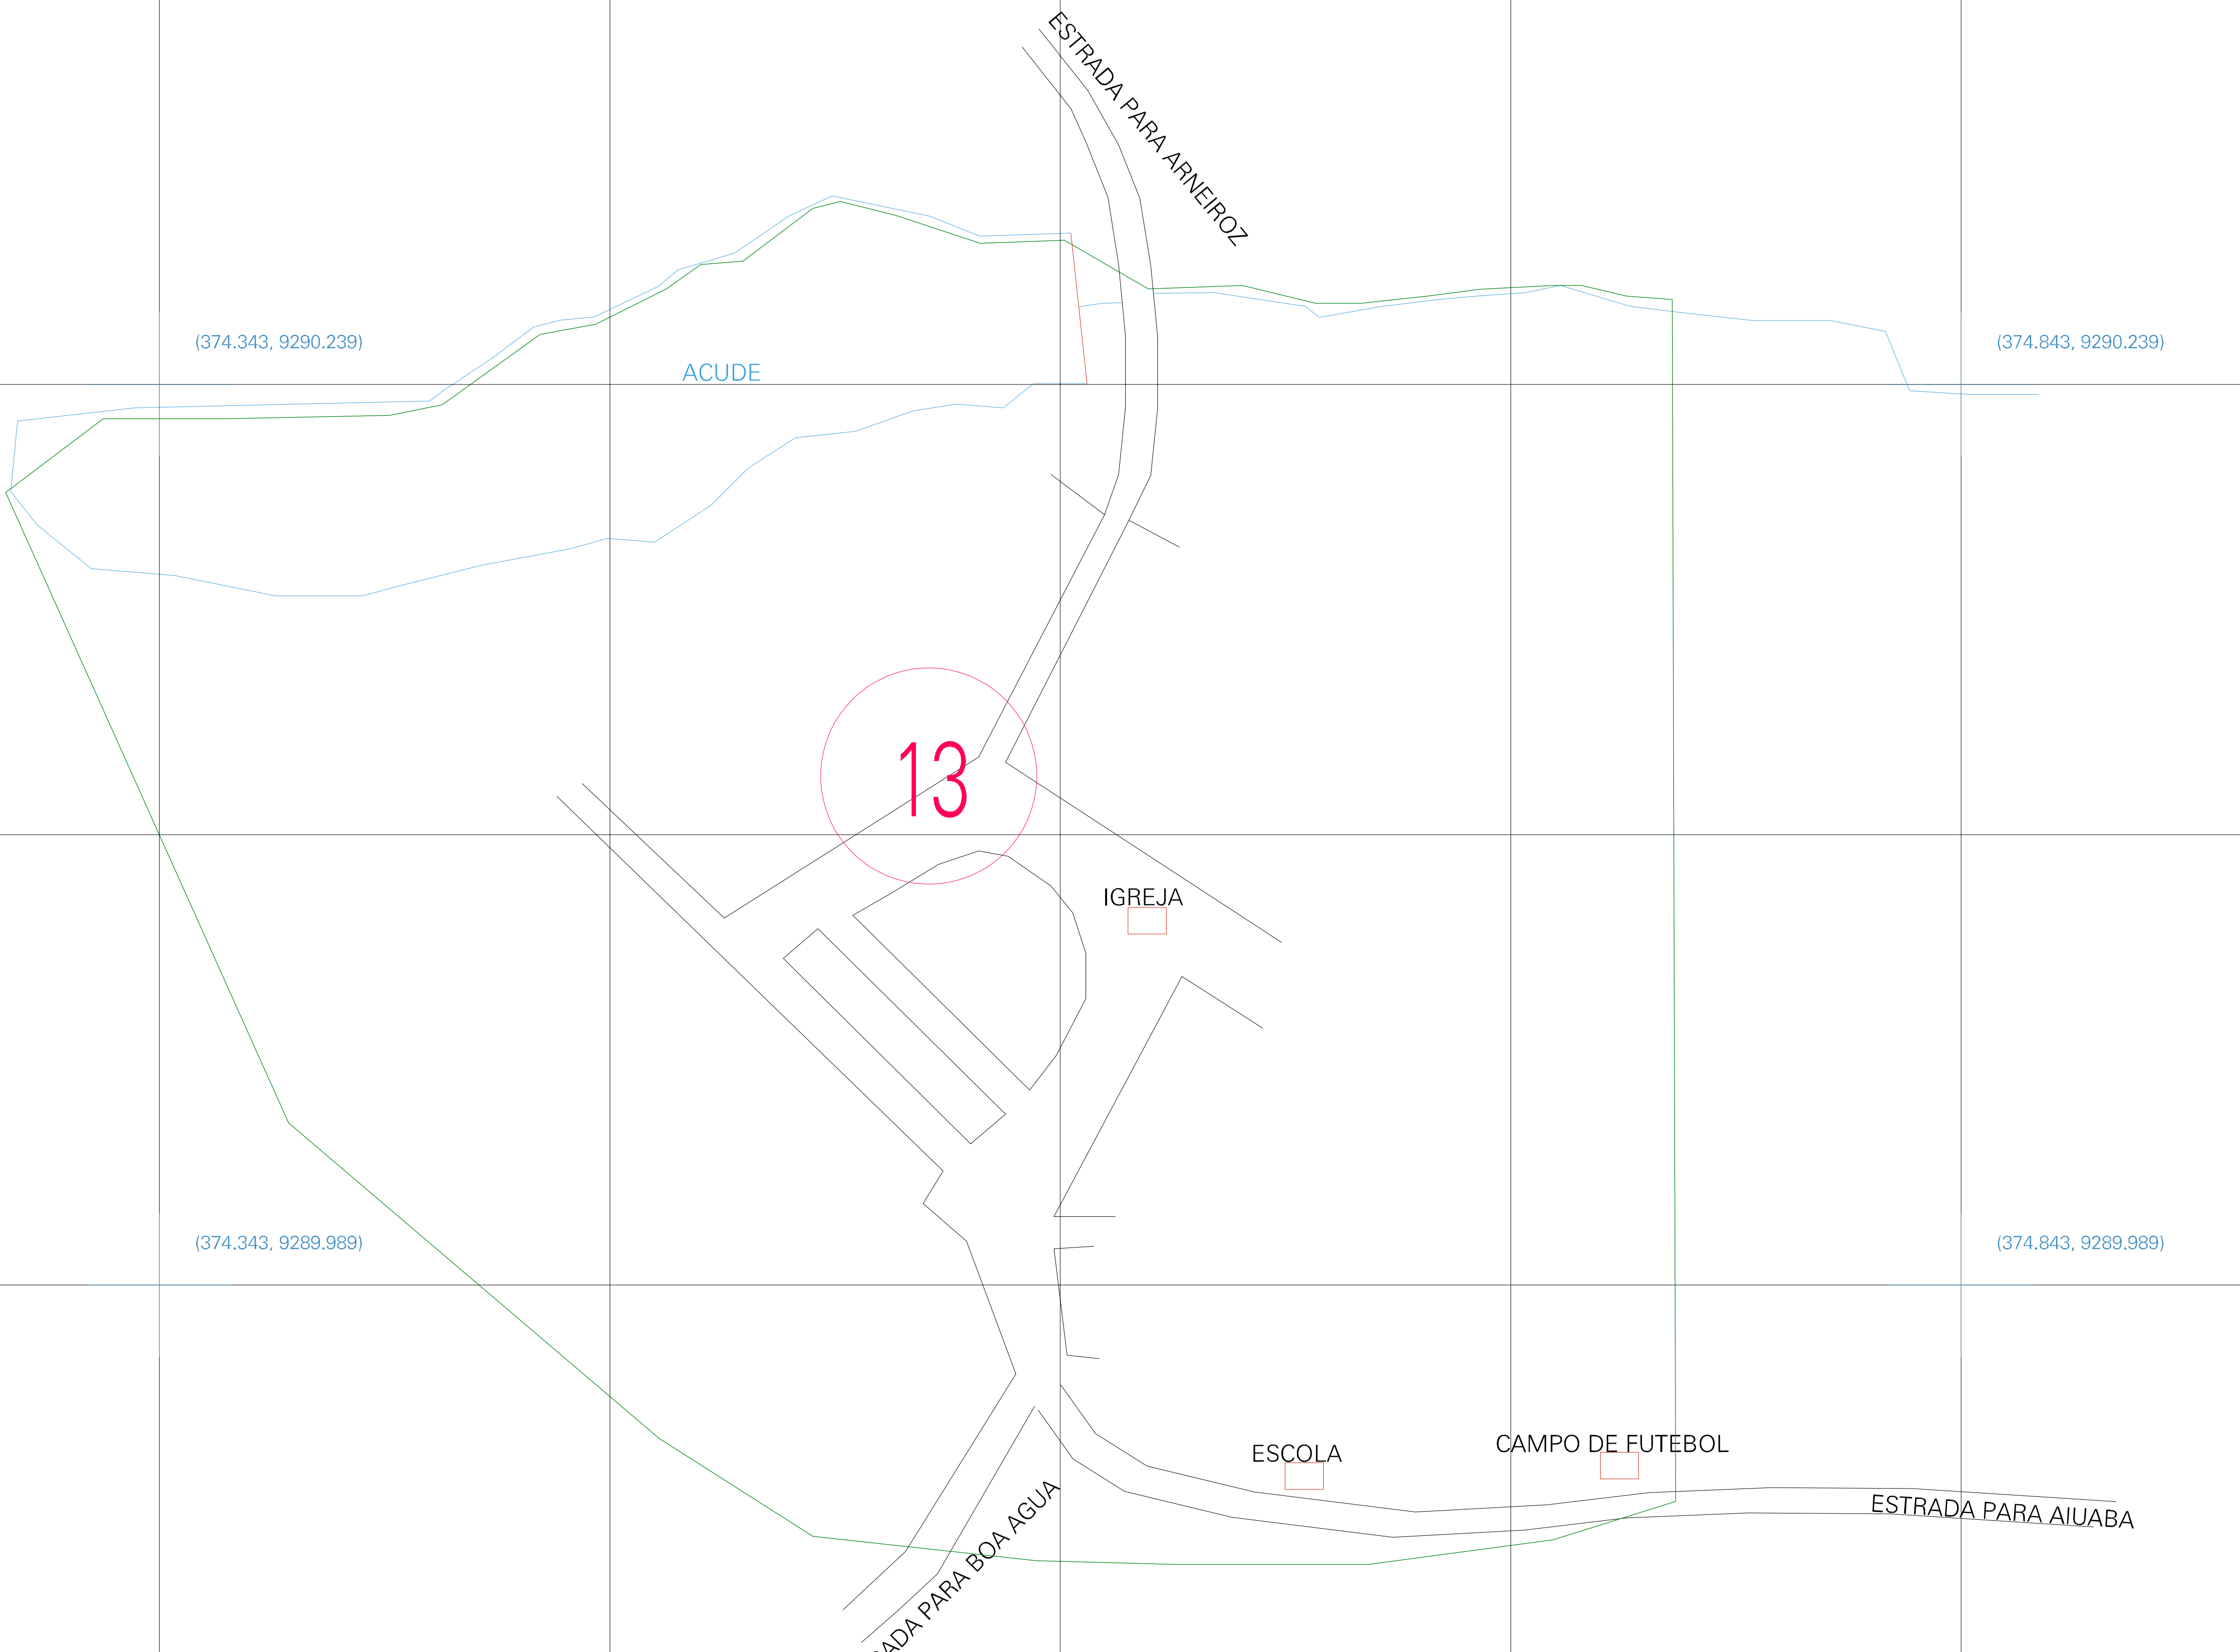 ESTRADA PARA ARNEIROZ
(374.343, 9290.239)
(374.843, 9290.239)
ACUDE
13
IGREJA
(374.343, 9289.989)
(374.843, 9289.989)
CAMPO DE FUTEBOL
ESCOLA
ESTRADA PARA AIUABA
PARA BOA AGUA